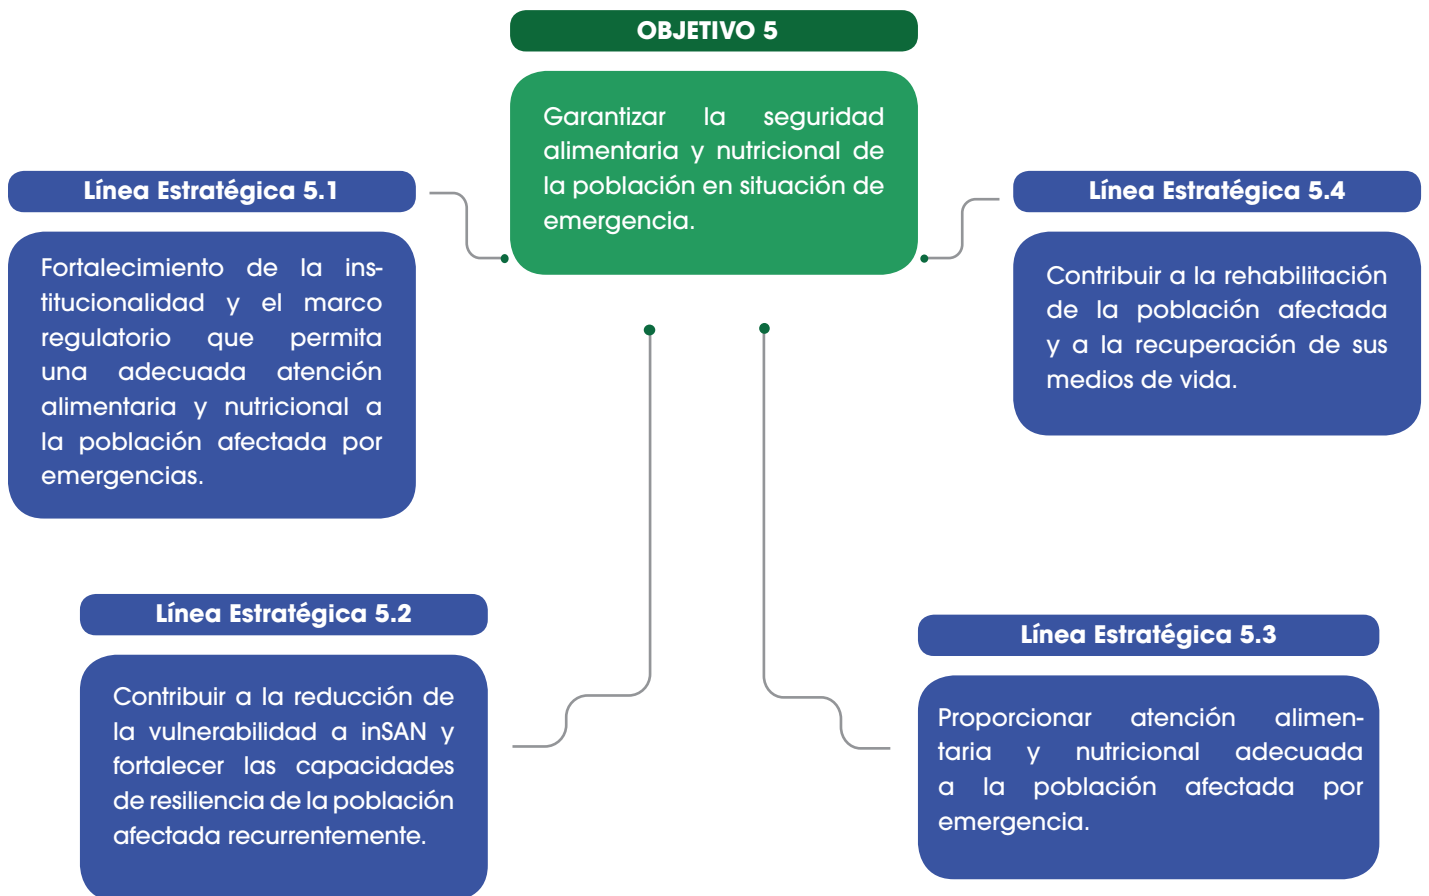 OBJETIVO 5
Garantizar la seguridad
alimentaria y nutricional de
la población en situación de
emergencia.
Línea Estratégica 5.1
Fortalecimiento de la ins-
titucionalidad y el marco
regulatorio que permita
una adecuada atención
alimentaria y nutricional a
la población afectada por
emergencias.
Línea Estratégica 5.4
Contribuir a la rehabilitación
de la población afectada
y a la recuperación de sus
medios de vida.
Línea Estratégica 5.2
Contribuir a la reducción de
la vulnerabilidad a inSAN y
fortalecer las capacidades
de resiliencia de la población
afectada recurrentemente.
Línea Estratégica 5.3
Proporcionar atención alimen-
taria y nutricional adecuada
a la población afectada por
emergencia.